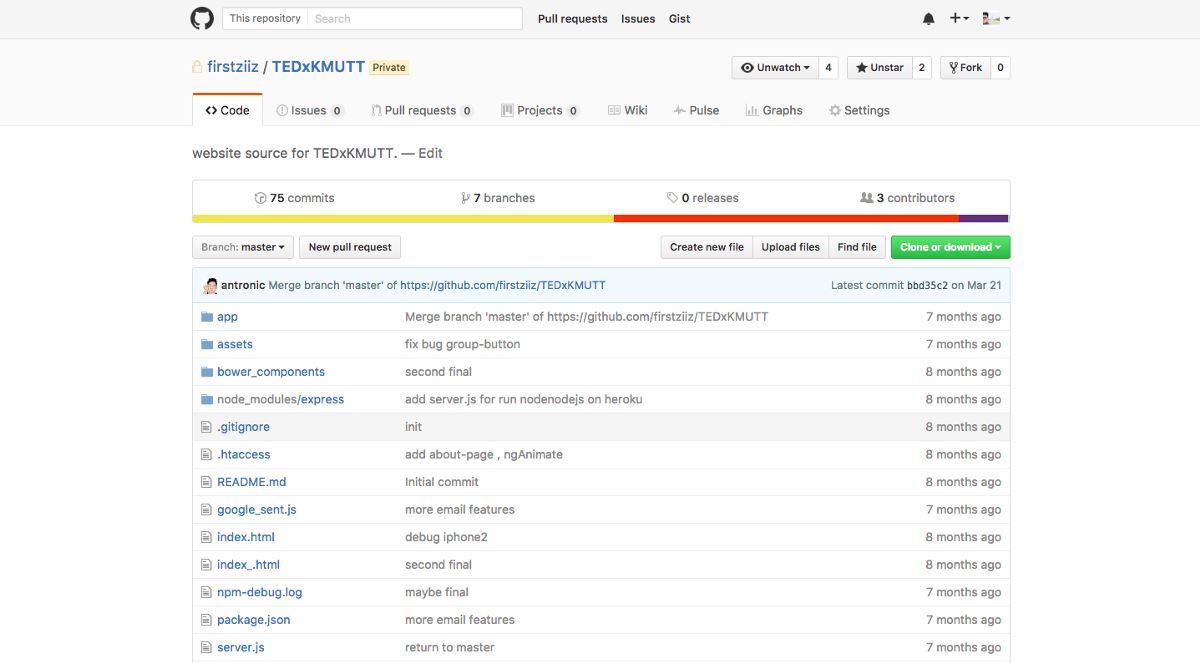 This repository Search Pull requests Issues Gist
firstziiz / TEDxKMUTT Private Unwatch 4 Unstar 2 Fork 0
Code Issues 0 Pull requests 0 Projects 0 Wiki Pulse Graphs Settings
website source for TEDxKMUTT. — Edit
75 commits 7 branches 0 releases 3 contributors
Branch: master New pull request Create new file Upload files Find file Clone or download
antronic Merge branch 'master' of https://github.com/firstziiz/TEDxKMUTT Latest commit bbd35c2 on Mar 21
app Merge branch 'master' of https://github.com/firstziiz/TEDxKMUTT 7 months ago
assets fix bug group-button 7 months ago
bower_components second final 8 months ago
node_modules/express add server.js for run nodenodejs on heroku 8 months ago
.gitignore init 8 months ago
.htaccess add about-page , ngAnimate 8 months ago
README.md Initial commit 8 months ago
google_sent.js more email features 7 months ago
index.html debug iphone2 8 months ago
index_.html second final 8 months ago
npm-debug.log maybe final 7 months ago
package.json more email features 7 months ago
server.js return to master 7 months ago